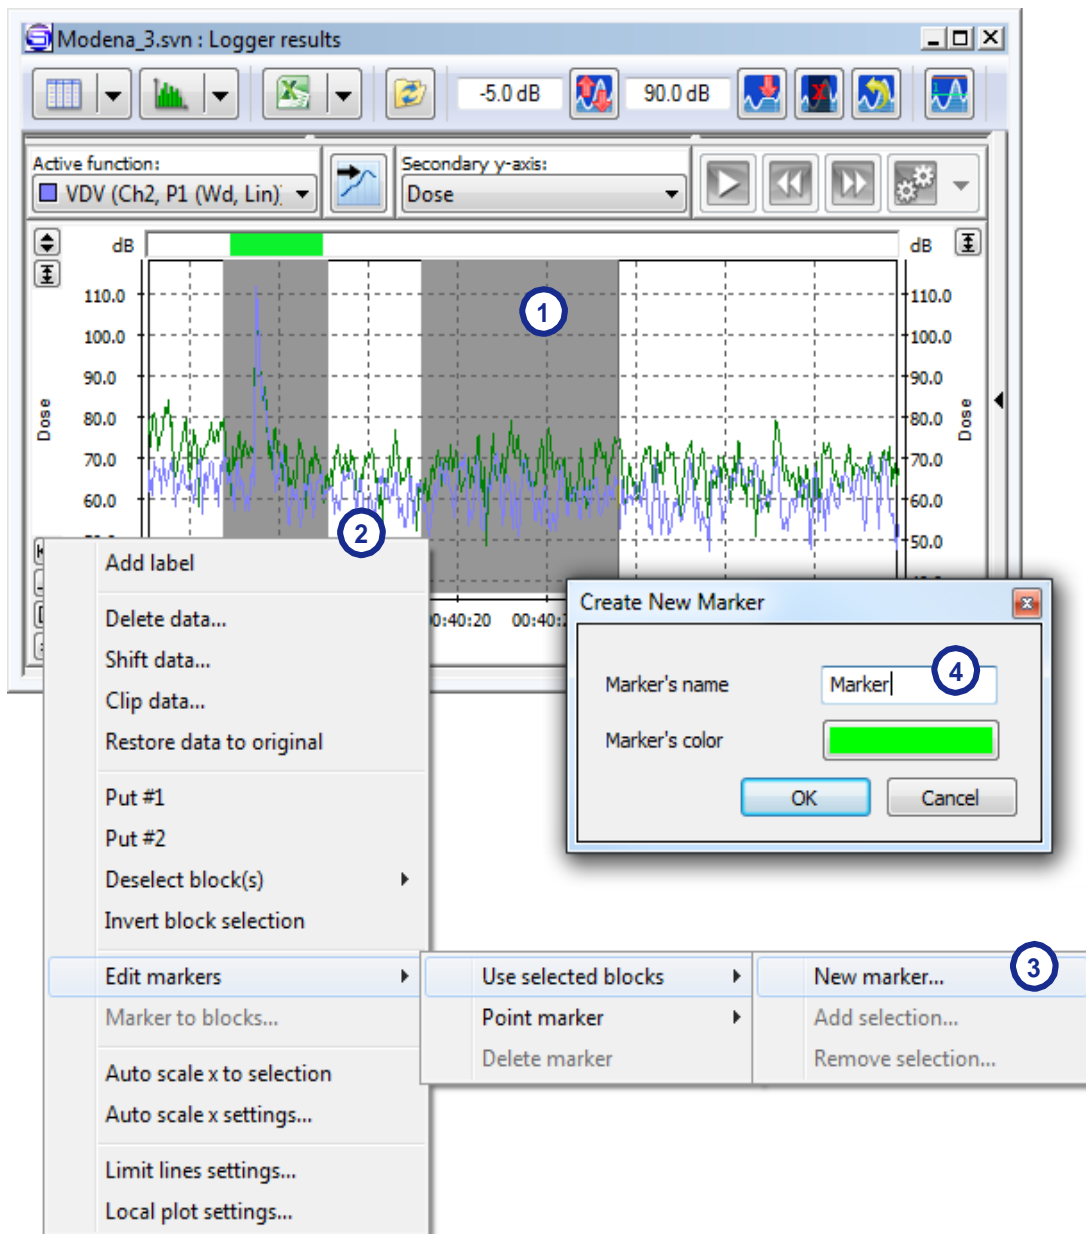 Modena_3.svn : Logger results
-5.0 dB 90.0 dB
Active function:
VDV (Ch2, P1 (Wd, Lin)
Secondary y-axis:
Dose
dB dB
110.0 110.0
1
100.0 100.0
90.0 90.0
80.0 80.0
Dose Dose
70.0 70.0
60.0 60.0
2
50.0
0:40:20 00:40:
Add label
Delete data...
Shift data...
Clip data...
Restore data to original
Put #1
Put #2
Deselect block(s)
Invert block selection
Edit markers
Marker to blocks...
Auto scale x to selection
Auto scale x settings...
Limit lines settings...
Local plot settings...
Create New Marker
Marker's name Marker 4
Marker's color
OK Cancel
Use selected blocks
Point marker
Delete marker
New marker... 3
Add selection...
Remove selection...